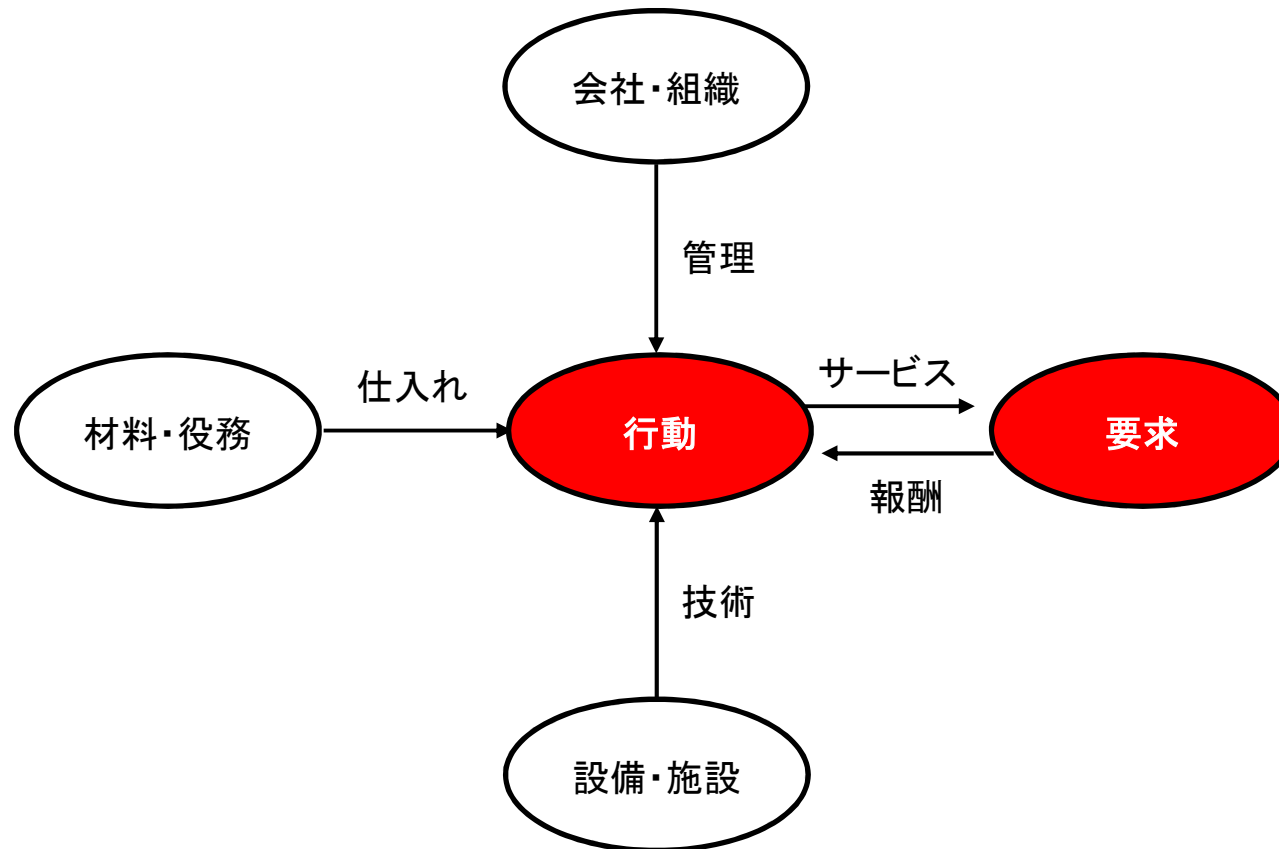 会社・組織
管理
材料・役務
仕入れ
行動
サービス
報酬
要求
技術
設備・施設